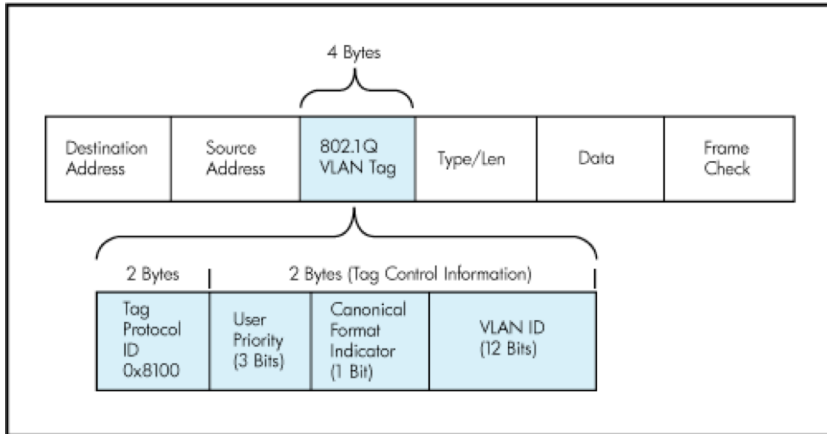 4 Bytes
Destination
Address
Source
Address
802.1Q
VLAN Tag
Type/Len
Data
Frame
Check
2 Bytes
2 Bytes (Tag Control Information)
Tag
Protocol
ID
0x8100
User
Priority
(3 Bits)
Canonical
Format
Indicator
(1 Bit)
VLAN ID
(12 Bits)